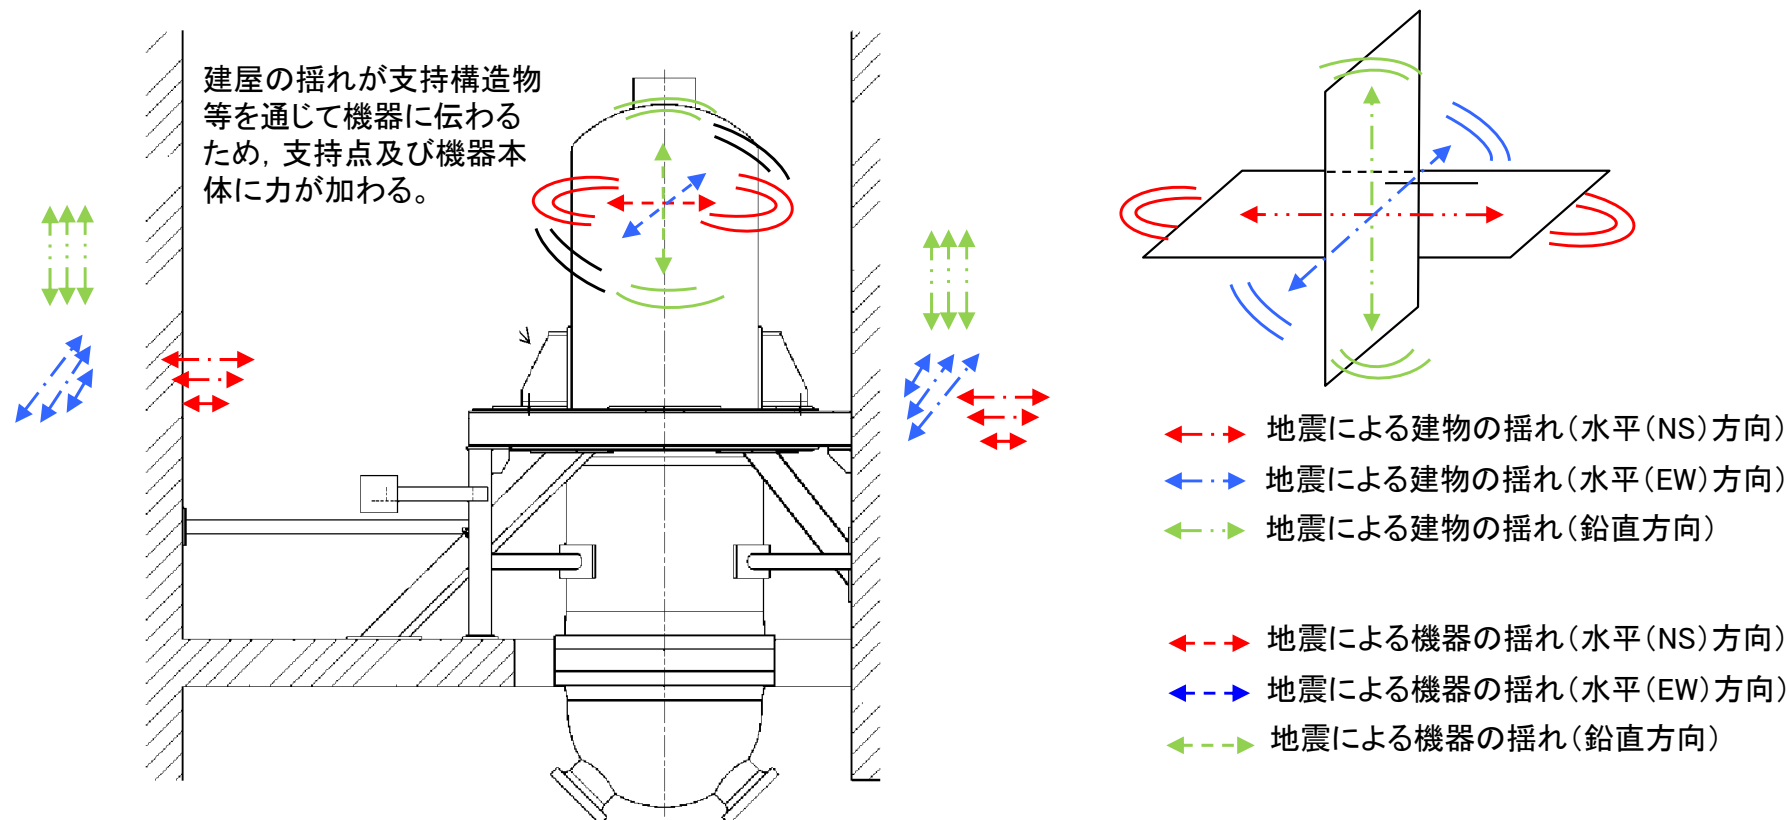 建屋の揺れが支持構造物
等を通じて機器に伝わる
ため，支持点及び機器本
体に力が加わる。
地震による建物の揺れ（水平（NS）方向）
地震による建物の揺れ（水平（EW）方向）
地震による建物の揺れ（鉛直方向）
地震による機器の揺れ（水平（NS）方向）
地震による機器の揺れ（水平（EW）方向）
地震による機器の揺れ（鉛直方向）